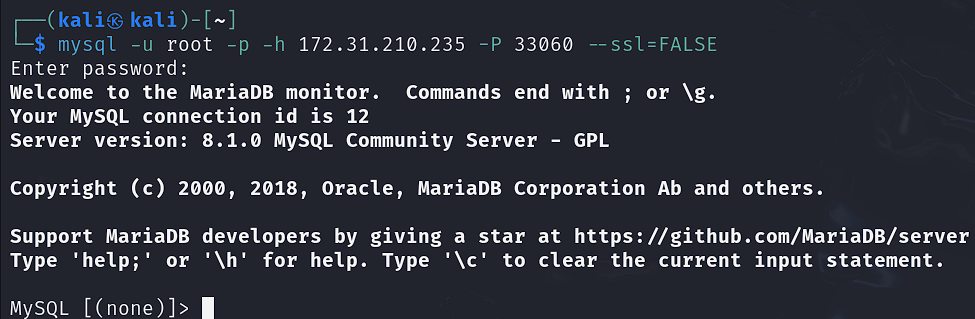 ┌──(kali㉿kali)-[~]
└─$ mysql -u root -p -h 172.31.210.235 -P 33060 --ssl=FALSE
Enter password:
Welcome to the MariaDB monitor.  Commands end with ; or \g.
Your MySQL connection id is 12
Server version: 8.1.0 MySQL Community Server - GPL

Copyright (c) 2000, 2018, Oracle, MariaDB Corporation Ab and others.

Support MariaDB developers by giving a star at https://github.com/MariaDB/server
Type 'help;' or '\h' for help. Type '\c' to clear the current input statement.

MySQL [(none)]>